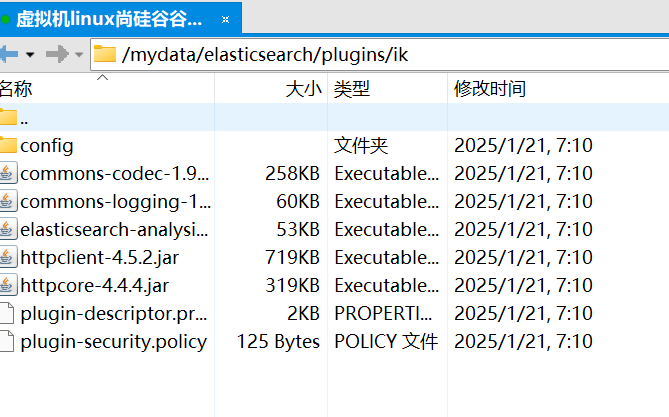 虚拟机linux尚硅谷谷...
/mydata/elasticsearch/plugins/ik
名称 大小 类型 修改时间
..
config 文件夹 2025/1/21, 7:10
commons-codec-1.9... 258KB Executable... 2025/1/21, 7:10
commons-logging-1... 60KB Executable... 2025/1/21, 7:10
elasticsearch-analysi... 53KB Executable... 2025/1/21, 7:10
httpclient-4.5.2.jar 719KB Executable... 2025/1/21, 7:10
httpcore-4.4.4.jar 319KB Executable... 2025/1/21, 7:10
plugin-descriptor.pr... 2KB PROPERTI... 2025/1/21, 7:10
plugin-security.policy 125 Bytes POLICY 文件 2025/1/21, 7:10